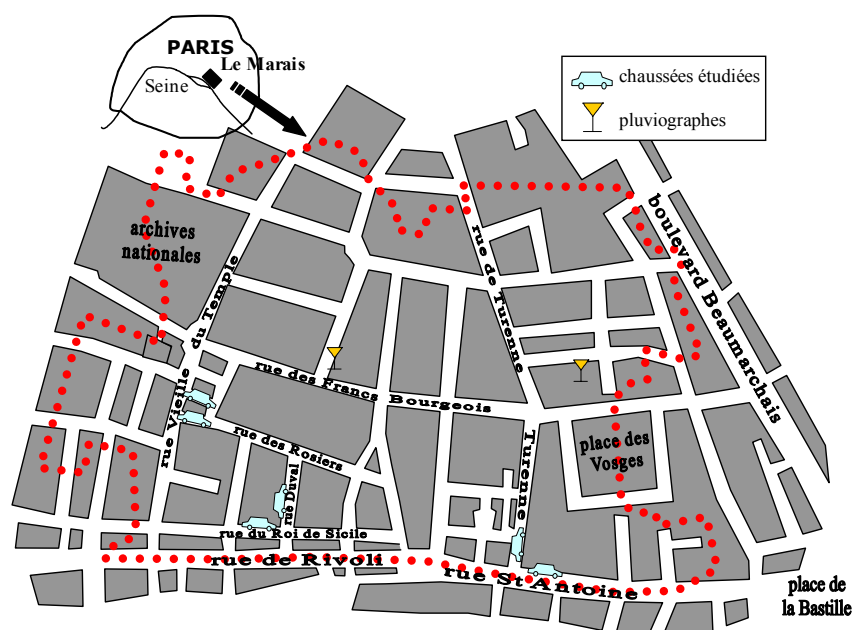 PARIS
Le Marais
Seine
chaussées étudiées
pluviographes
archives
nationales
rue Vieille du Temple
rue de Turenne
boulevard Beaumarchais
rue des Francs Bourgeois
rue des Rosiers
Turenne
place des
Vosges
rue Duval
rue du Roi de Sicile
rue de Rivoli
rue St Antoine
place de
la Bastille